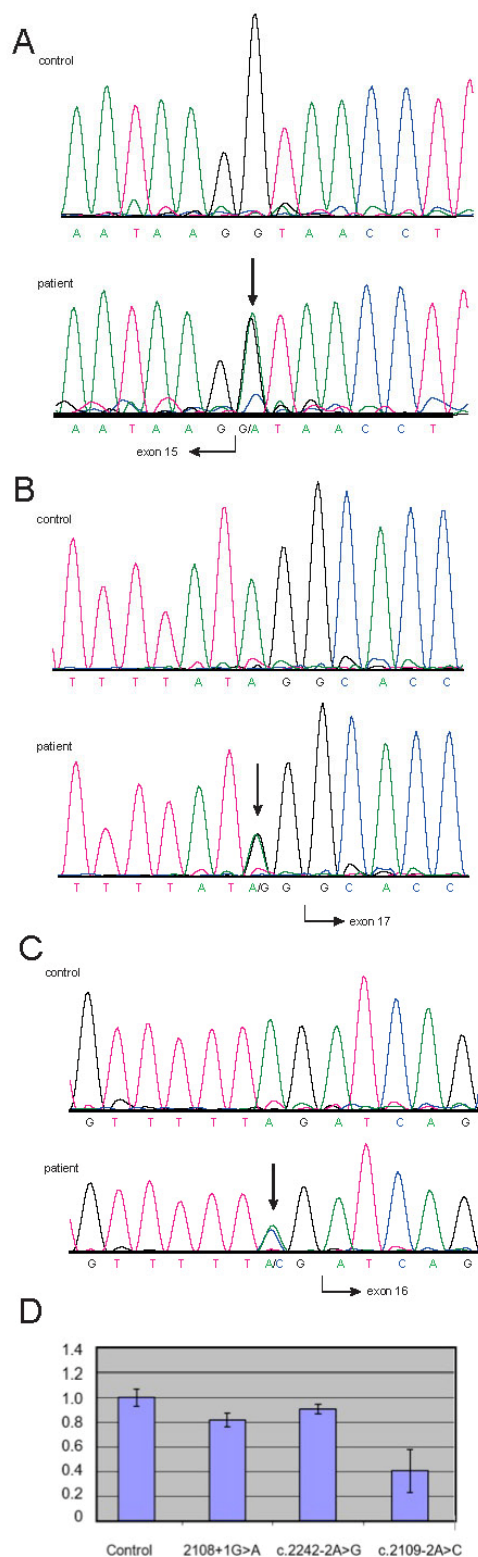 A
control
A A T A A G G T A A C C T
patient
A A T A A G G/A T A A C C T
exon 15
B
control
T T T T A T A G G C A C C
patient
T T T T A T A/G G G C A C C
exon 17
C
control
G T T T T T A G A T C A G
patient
G T T T T T A/C G A T C A G
exon 16
D
1.4
1.2
1.0
0.8
0.6
0.4
0.2
0
Control 2108+1G>A c.2242-2A>G c.2109-2A>C